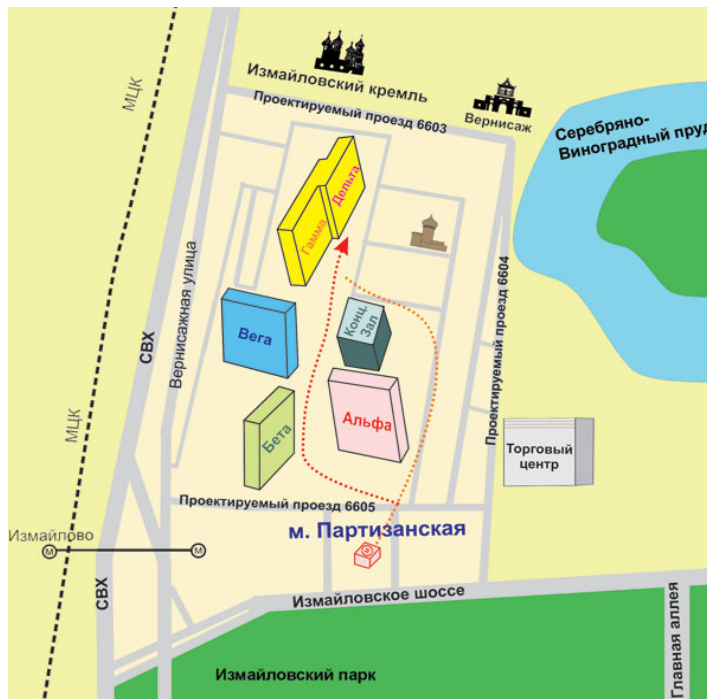 МЦК
Измайловский кремль
Вернисаж
Проектируемый проезд 6603
Серебряно-
Виноградный пруд
Дельта
Гамма
Вернисажная улица
Проектируемый проезд 6604
СВХ
Вега
Конц.
Зал
МЦК
Бета
Альфа
Торговый
центр
Проектируемый проезд 6605
м. Партизанская
Измайлово
М
М
СВХ
Измайловское шоссе
Главная аллея
Измайловский парк